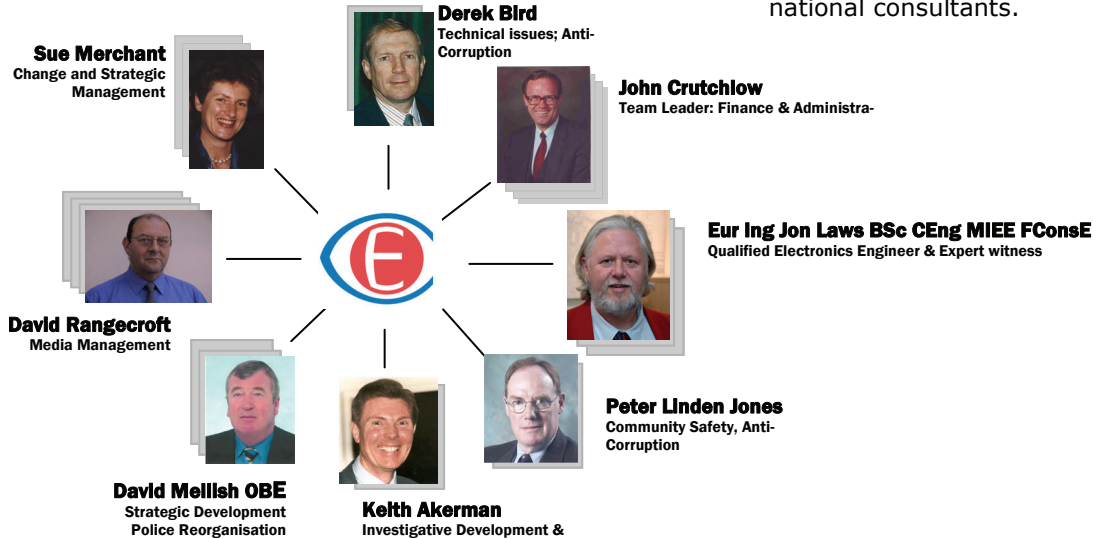 national consultants.
Derek Bird
Technical issues; Anti-
Corruption
Sue Merchant
Change and Strategic
Management
John Crutchlow
Team Leader: Finance & Administra-
E
Eur Ing Jon Laws BSc CEng MIEE FConsE
Qualified Electronics Engineer & Expert witness
David Rangecroft
Media Management
Peter Linden Jones
Community Safety, Anti-
Corruption
David Mellish OBE
Strategic Development
Police Reorganisation
Keith Akerman
Investigative Development &